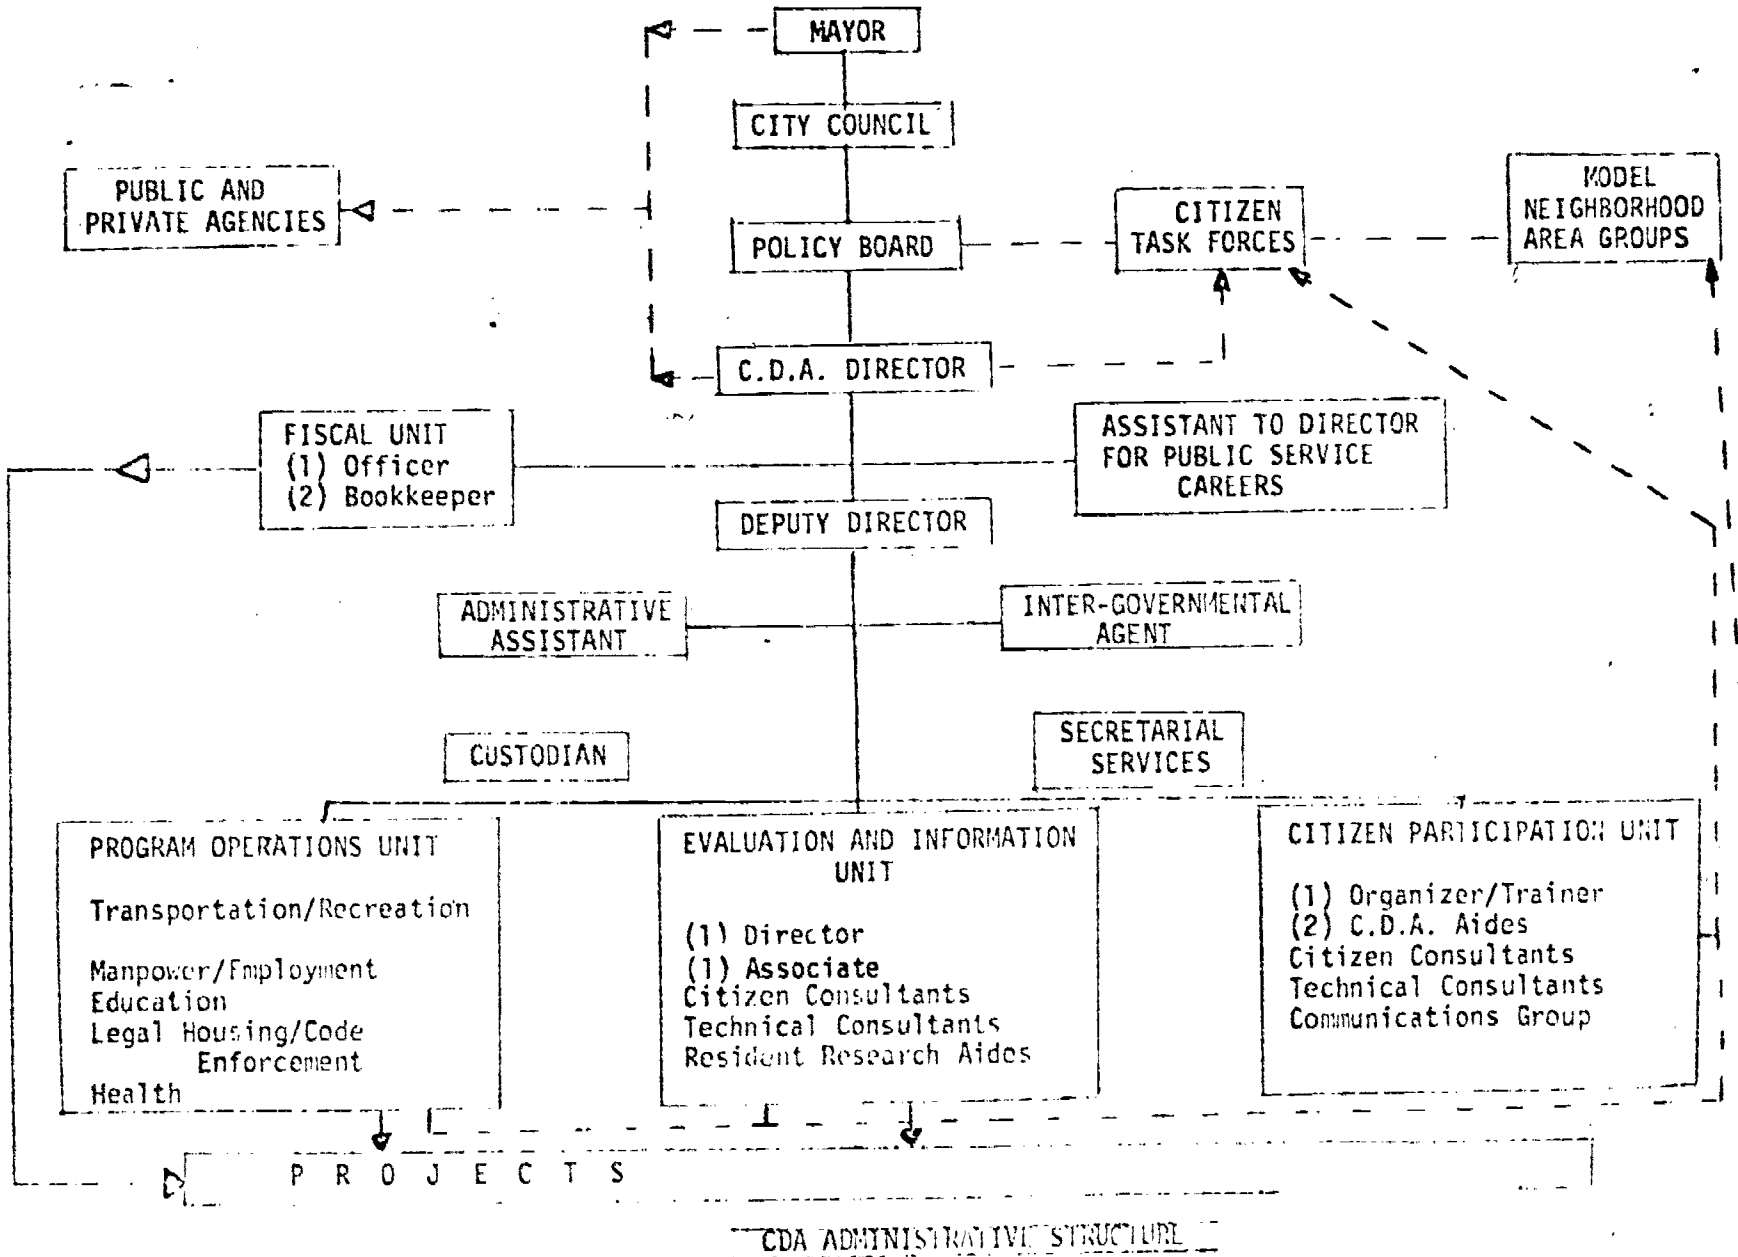 MAYOR
CITY COUNCIL
PUBLIC AND
PRIVATE AGENCIES
POLICY BOARD
CITIZEN
TASK FORCES
MODEL
NEIGHBORHOOD
AREA GROUPS
C.D.A. DIRECTOR
FISCAL UNIT
(1) Officer
(2) Bookkeeper
ASSISTANT TO DIRECTOR
FOR PUBLIC SERVICE
CAREERS
DEPUTY DIRECTOR
ADMINISTRATIVE
ASSISTANT
INTER-GOVERNMENTAL
AGENT
CUSTODIAN
SECRETARIAL
SERVICES
PROGRAM OPERATIONS UNIT
Transportation/Recreation
Manpower/Employment
Education
Legal Housing/Code
Enforcement
Health
EVALUATION AND INFORMATION
UNIT
(1) Director
(1) Associate
Citizen Consultants
Technical Consultants
Resident Research Aides
CITIZEN PARTICIPATION UNIT
(1) Organizer/Trainer
(2) C.D.A. Aides
Citizen Consultants
Technical Consultants
Communications Group
P R O J E C T S
CDA ADMINISTRATIVE STRUCTURE